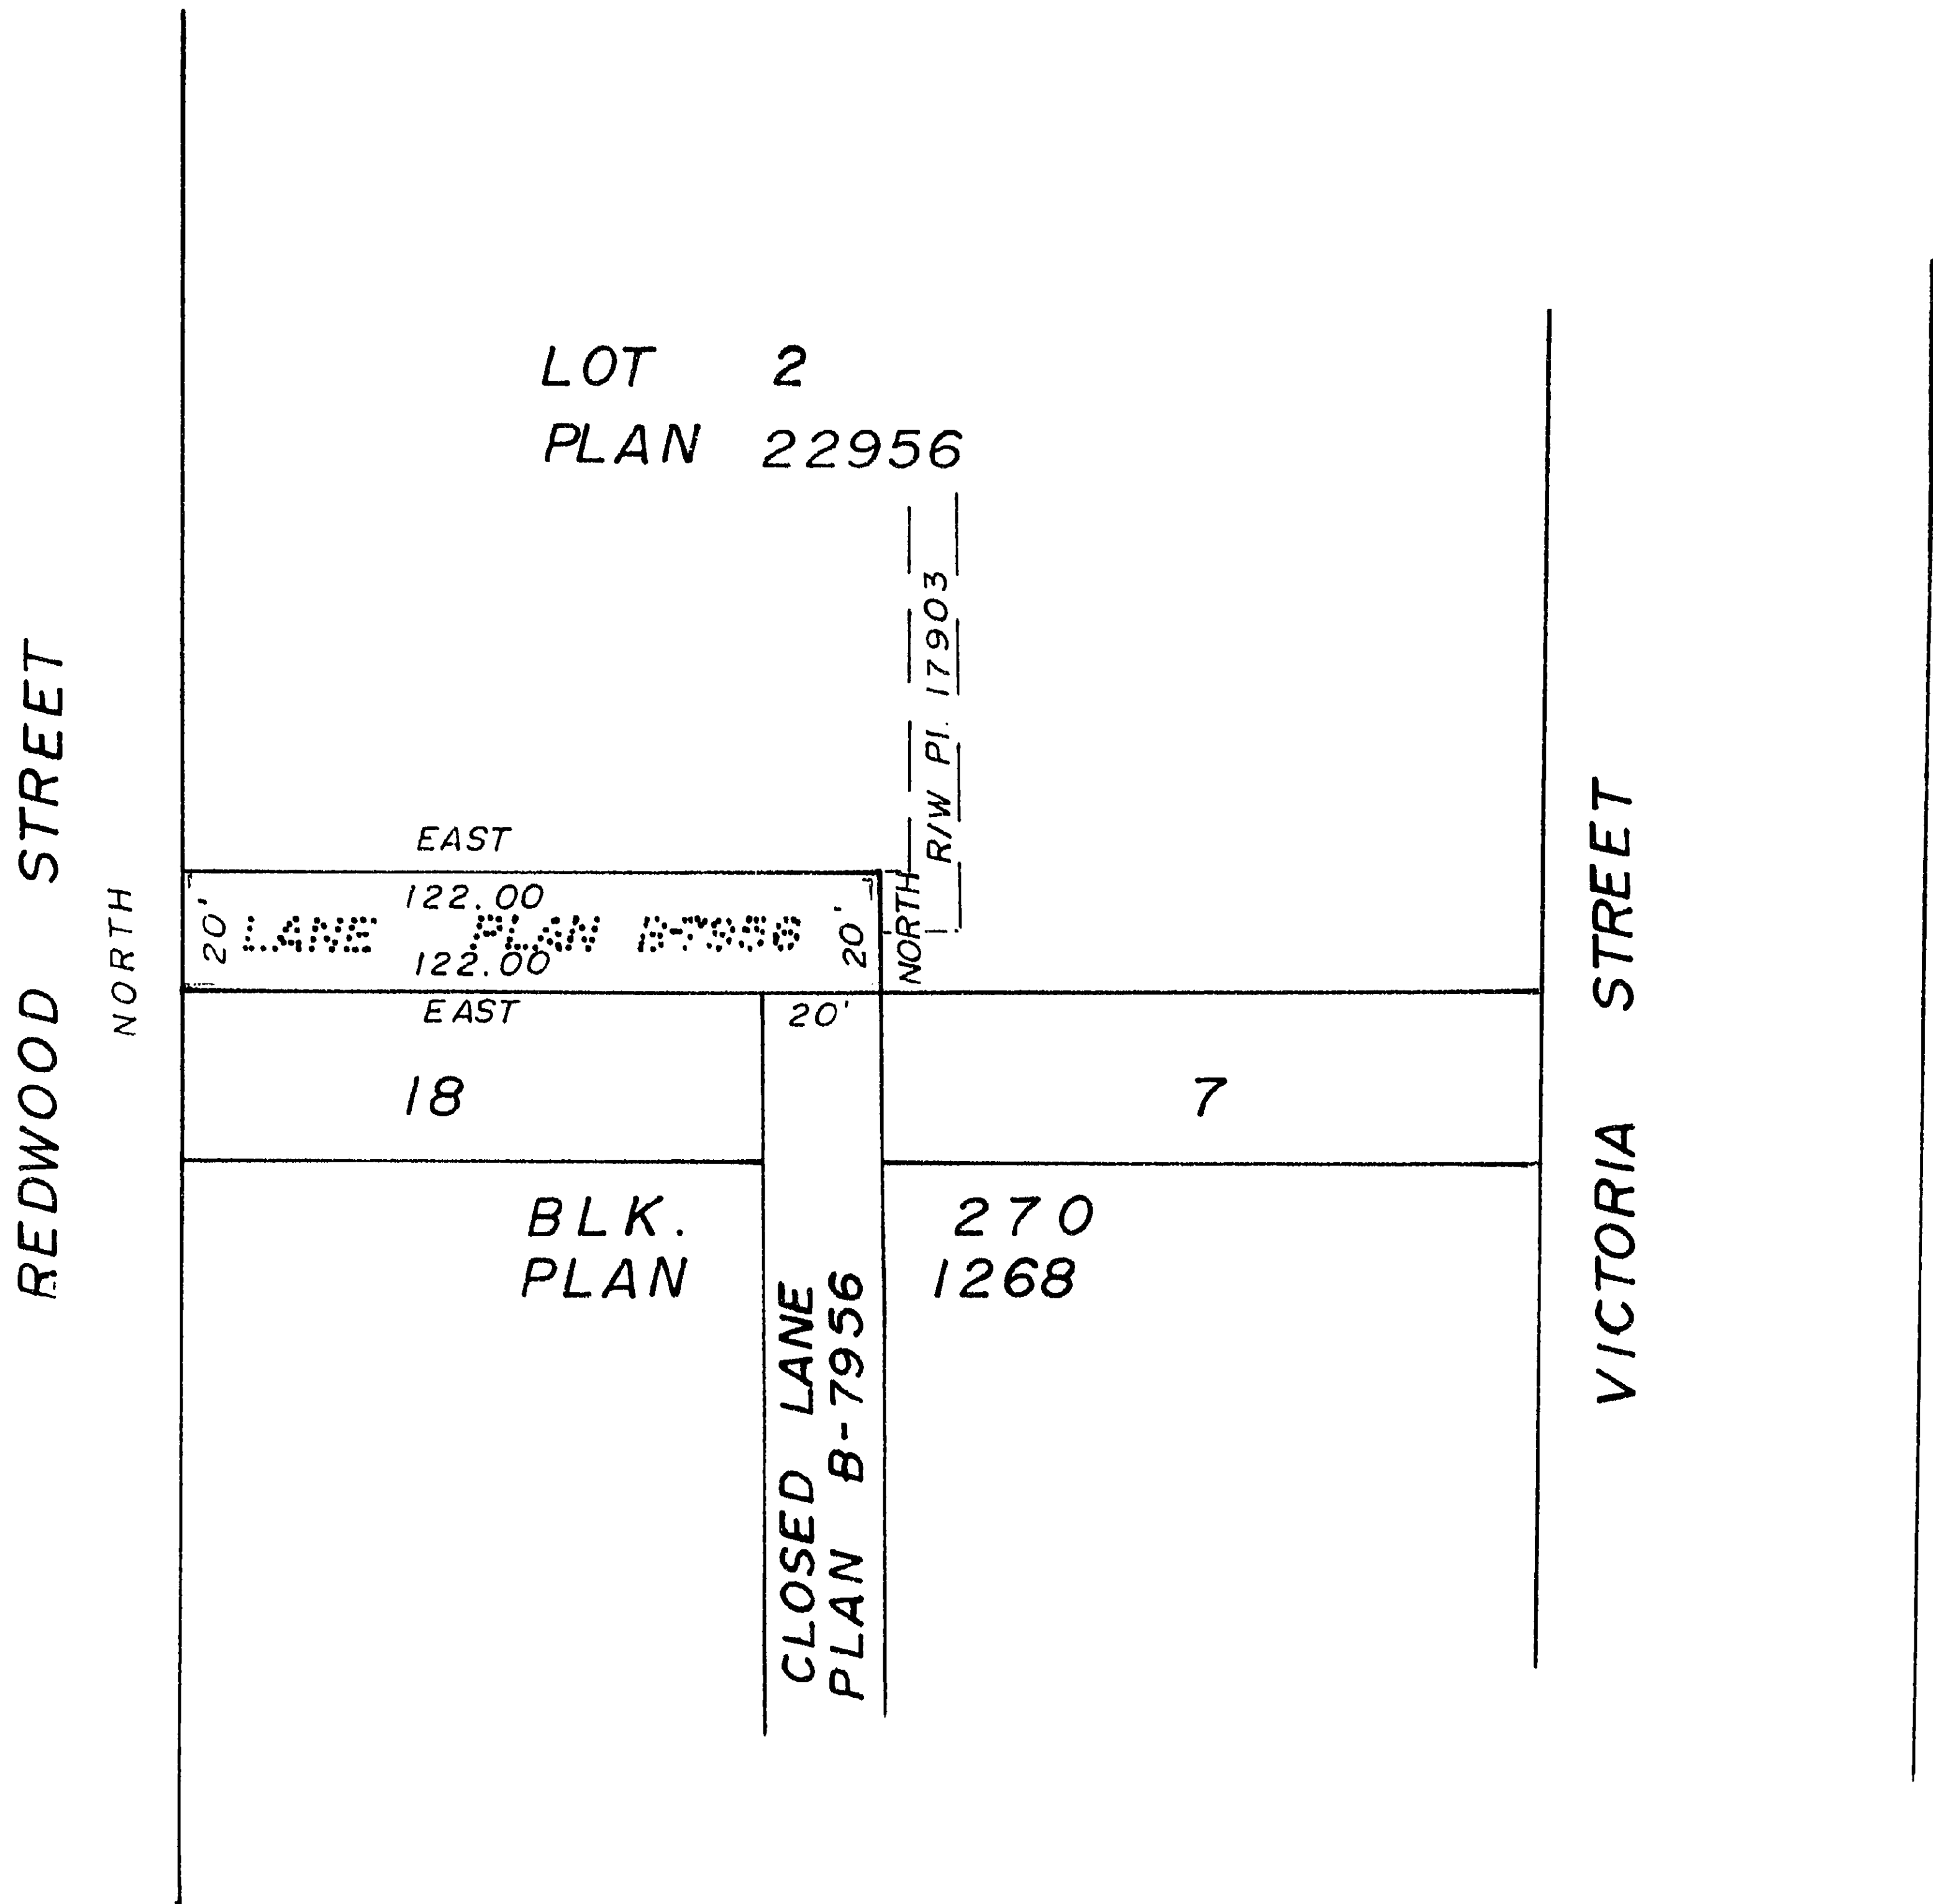 LOT 2
PLAN 22956
R/W Pl. 17903
REDWOOD STREET
VICTORIA STREET
NORTH
EAST
122.00
20'
LANE PLAN B-7956
20'
NORTH
122.00
EAST
20'
18
7
BLK. 270
PLAN 1268
CLOSED LANE
PLAN B-7956